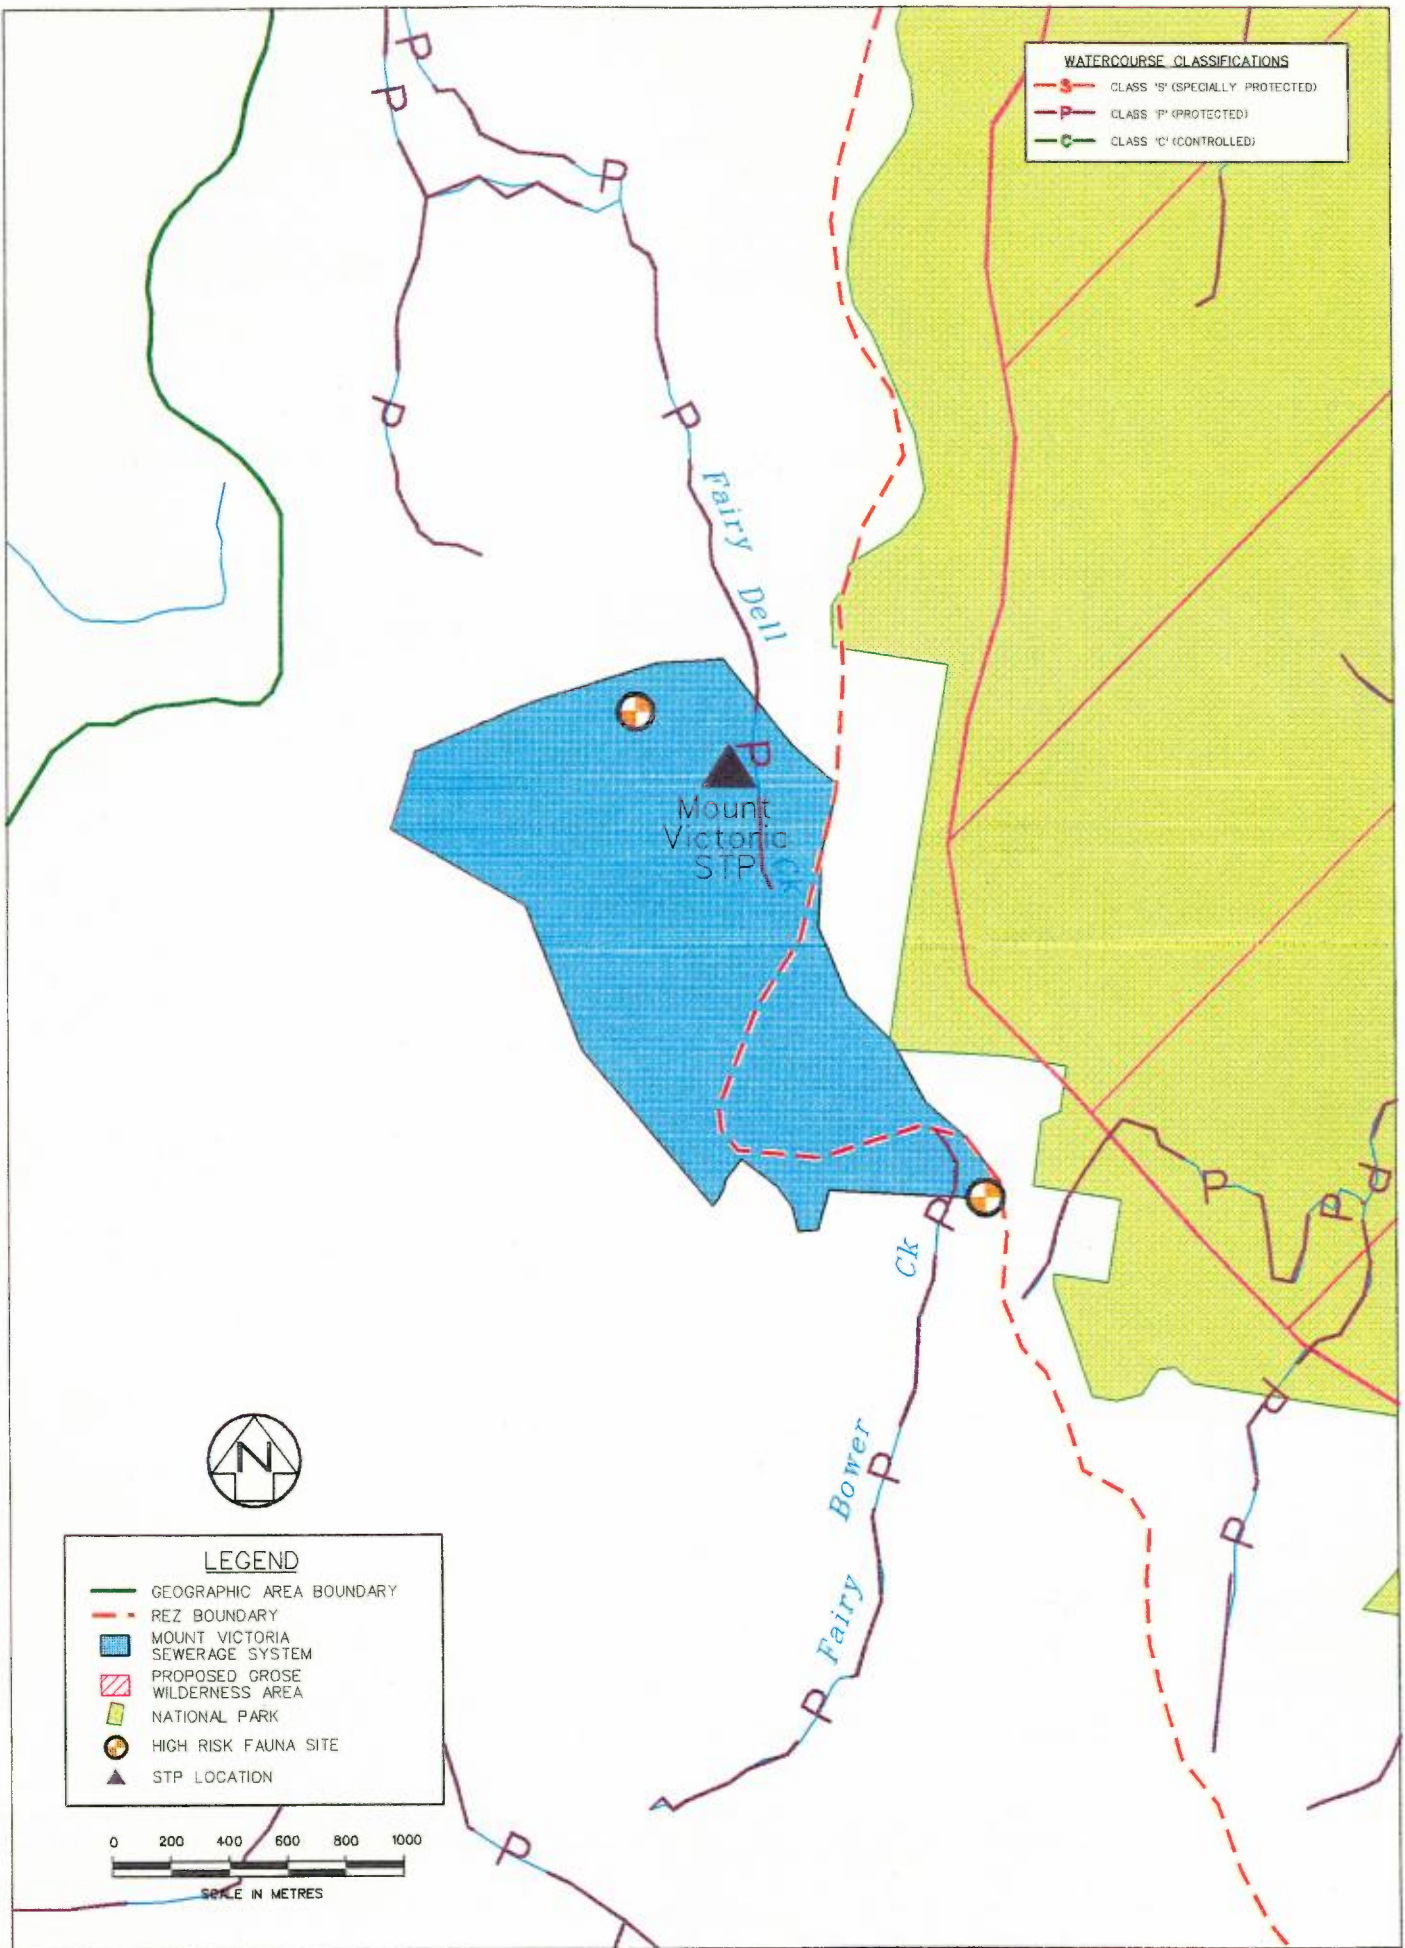 WATERCOURSE CLASSIFICATIONS
S CLASS 'S' (SPECIALLY PROTECTED)
P CLASS 'P' (PROTECTED)
C CLASS 'C' (CONTROLLED)
P
P
P
P
P
Fairy Dell
P
Mount
Victoria
STP
Ck
P
P
P
P
Ck
P
P
Fairy Bower
P
P
N
LEGEND
GEOGRAPHIC AREA BOUNDARY
REZ BOUNDARY
MOUNT VICTORIA
SEWERAGE SYSTEM
PROPOSED GROSE
WILDERNESS AREA
NATIONAL PARK
HIGH RISK FAUNA SITE
STP LOCATION
0 200 400 600 800 1000
SCALE IN METRES
P